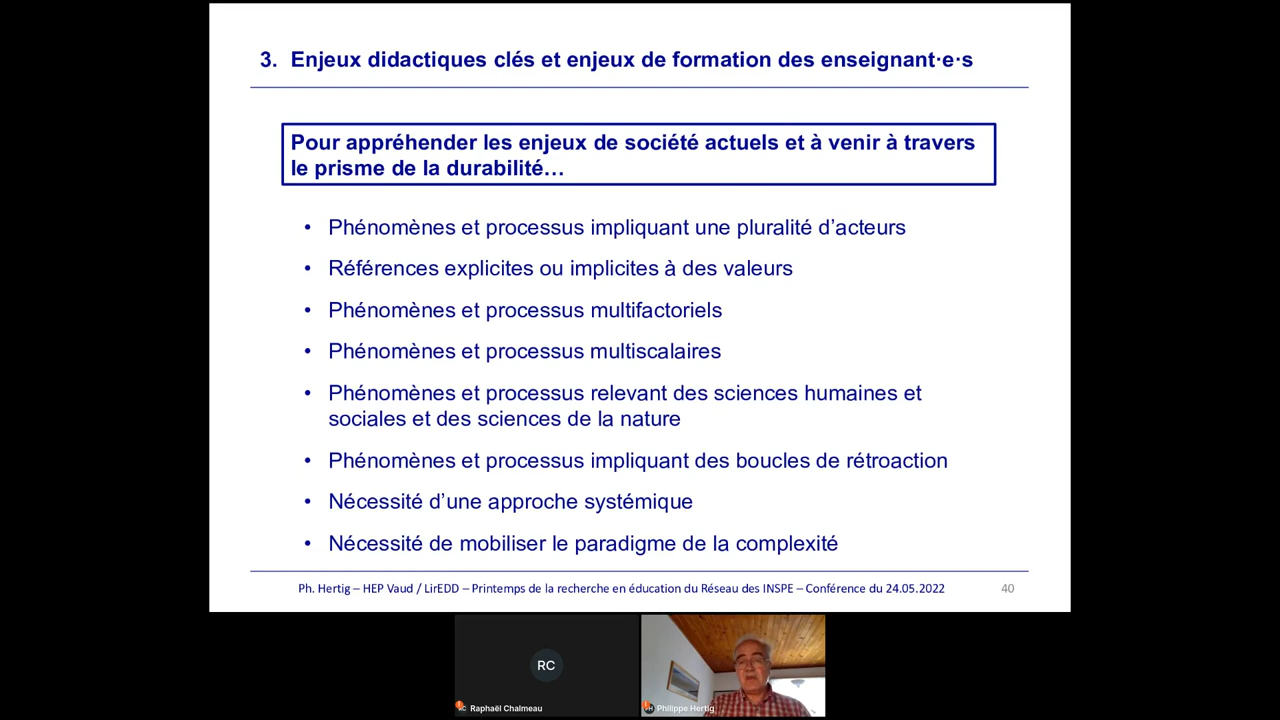 3. Enjeux didactiques clés et enjeux de formation des enseignant·e·s
Pour appréhender les enjeux de société actuels et à venir à travers
le prisme de la durabilité…
• Phénomènes et processus impliquant une pluralité d’acteurs
• Références explicites ou implicites à des valeurs
• Phénomènes et processus multifactoriels
• Phénomènes et processus multiscalaires
• Phénomènes et processus relevant des sciences humaines et
sociales et des sciences de la nature
• Phénomènes et processus impliquant des boucles de rétroaction
• Nécessité d’une approche systémique
• Nécessité de mobiliser le paradigme de la complexité
Ph. Hertig – HEP Vaud / LirEDD – Printemps de la recherche en éducation du Réseau des INSPE – Conférence du 24.05.2022
40
RC
Raphaël Chalmeau
Philippe Hertig